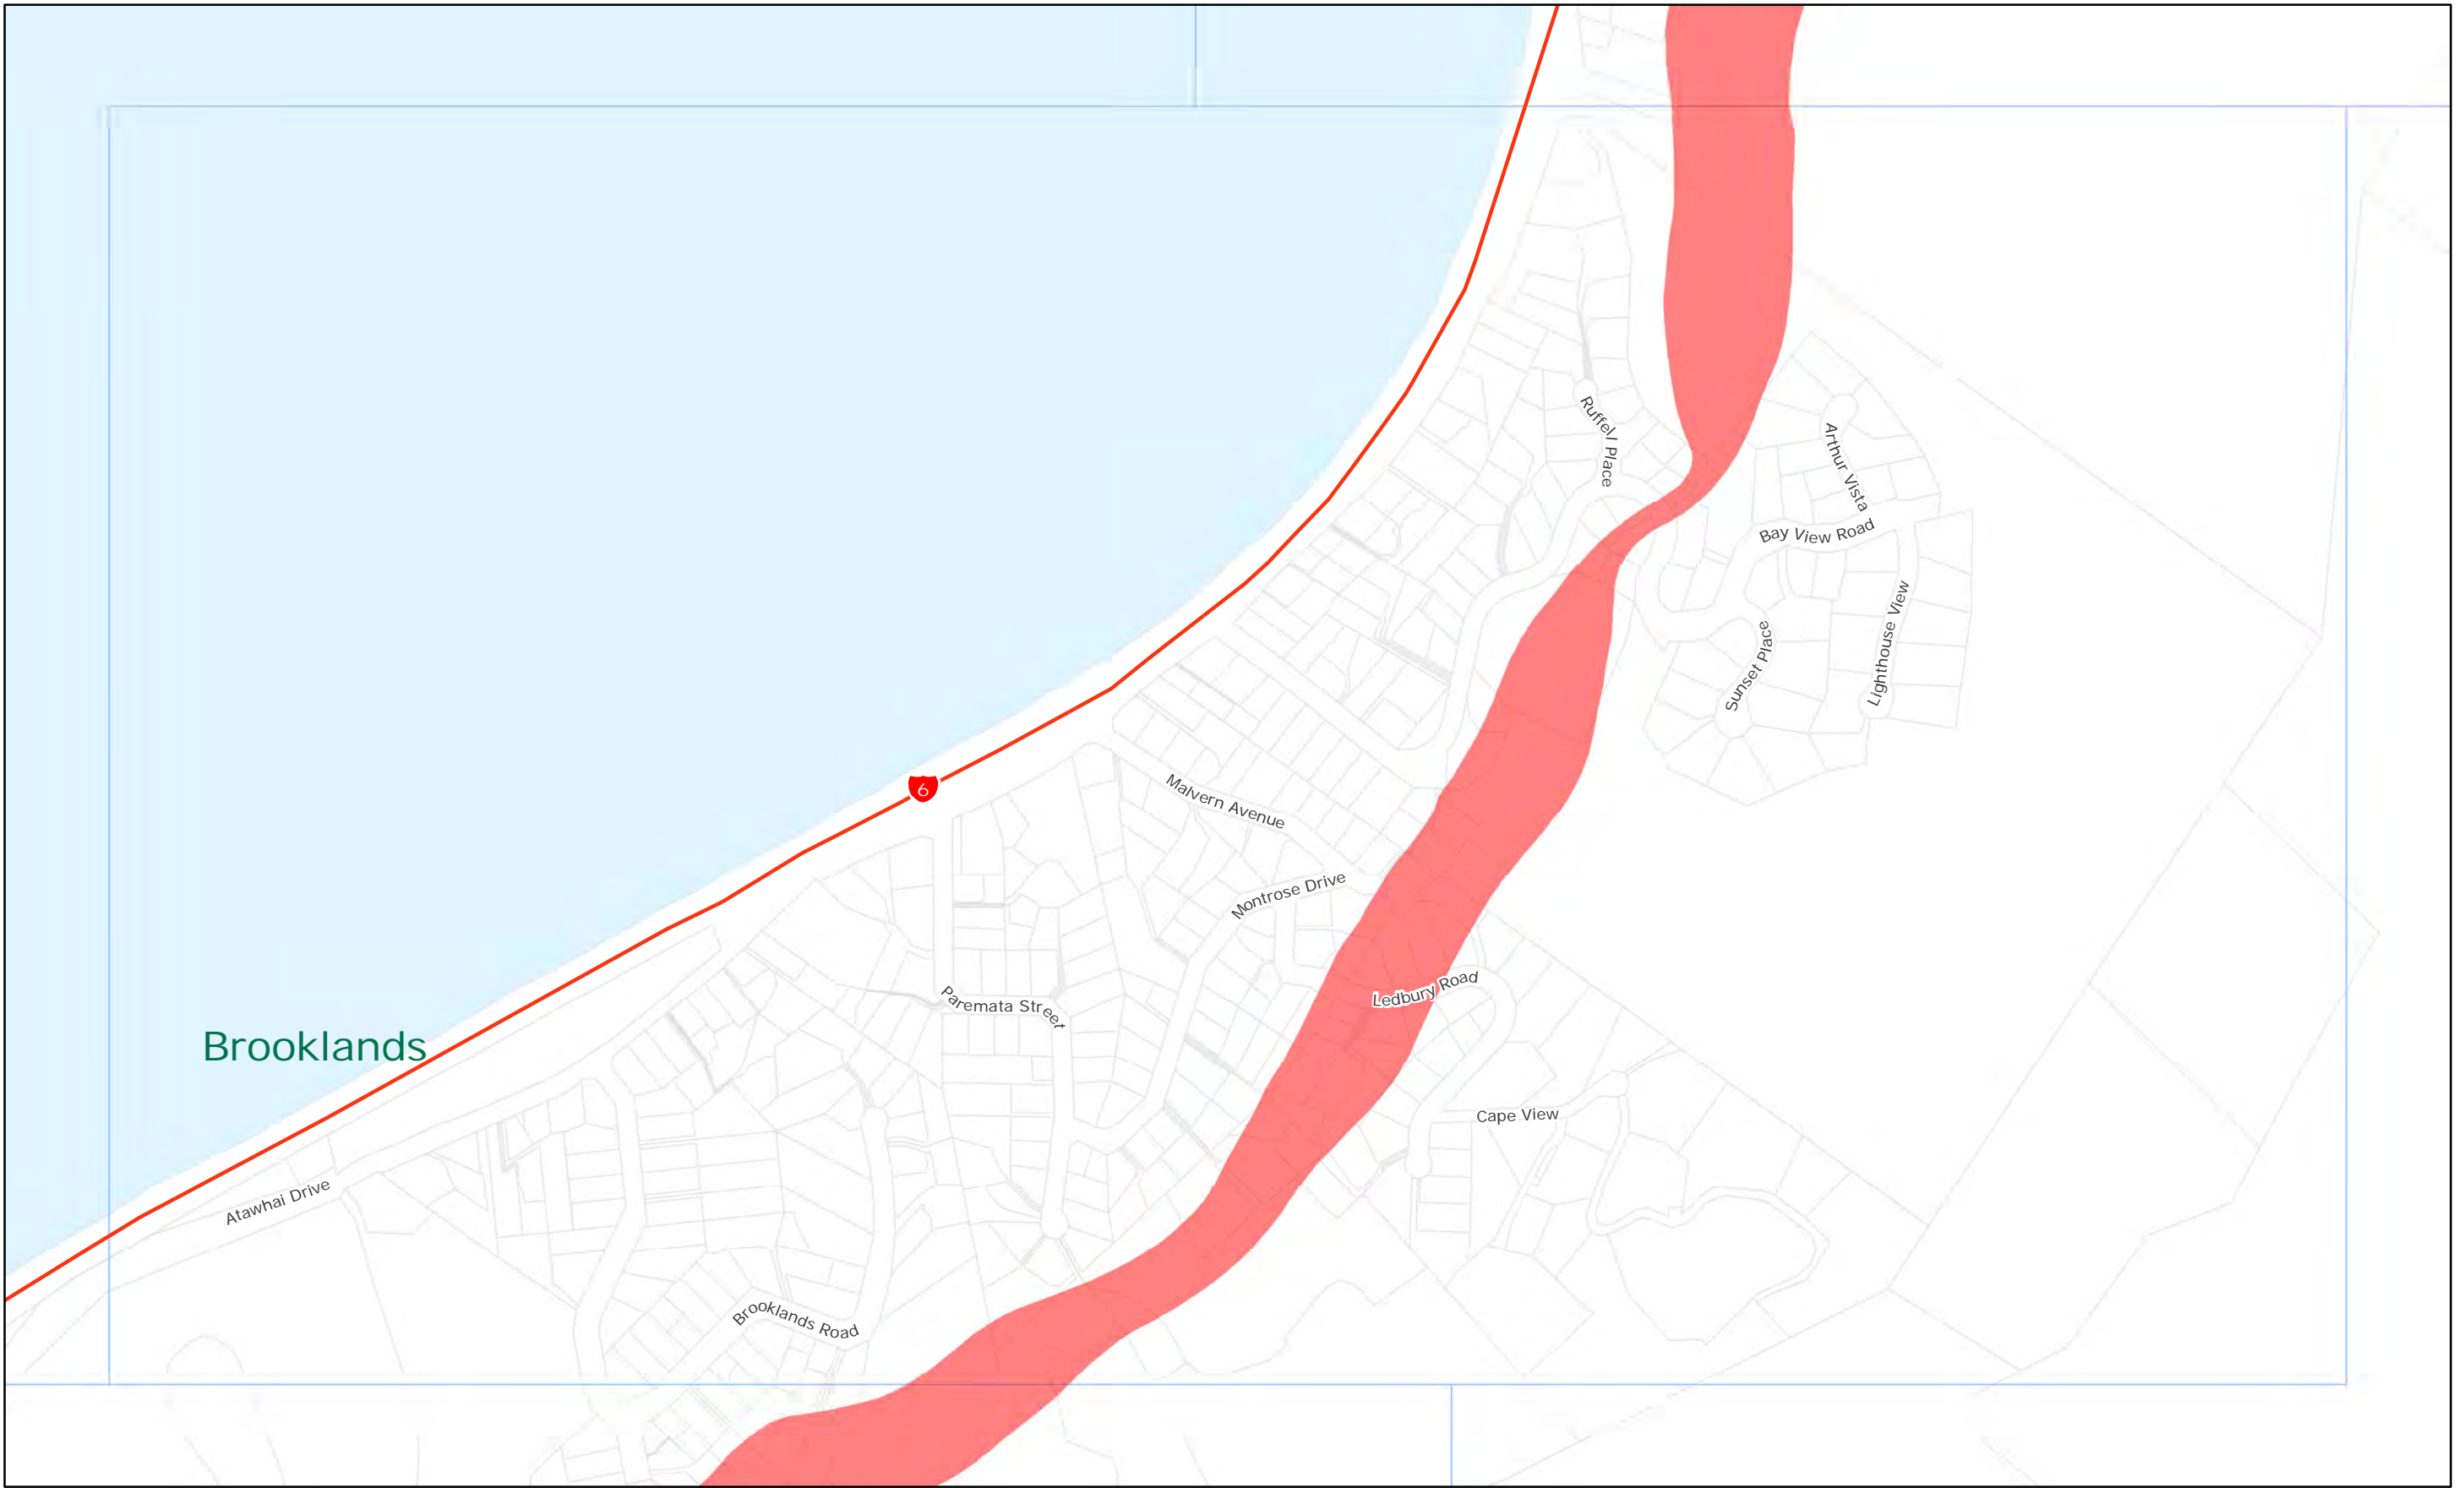 Ruffell Place
Arthur Vista
Bay View Road
Lighthouse View
Sunset Place
6
Malvern Avenue
Montrose Drive
Ledbury Road
Paremata Street
Brooklands
Cape View
Atawhai Drive
Brooklands Road